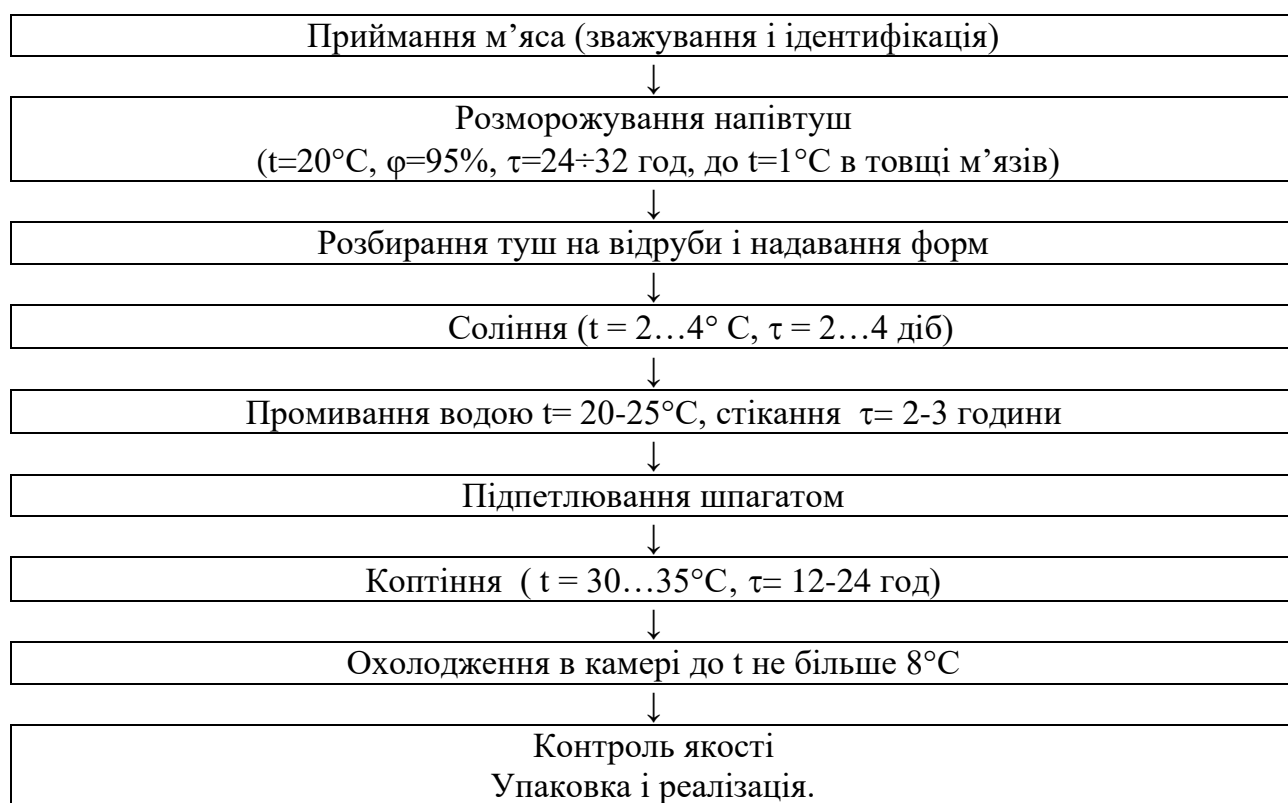 Приймання м’яса (зважування і ідентифікація)
↓
Розморожування напівтуш
(t=20°C, φ=95%, τ=24÷32 год, до t=1°C в товщі м’язів)
↓
Розбирання туш на відруби і надавання форм
↓
Соління (t = 2…4° С, τ = 2…4 діб)
↓
Промивання водою t= 20-25°C, стікання τ= 2-3 години
↓
Підпетлювання шпагатом
↓
Коптіння ( t = 30…35°C, τ= 12-24 год)
↓
Охолодження в камері до t не більше 8°C
↓
Контроль якості
Упаковка і реалізація.